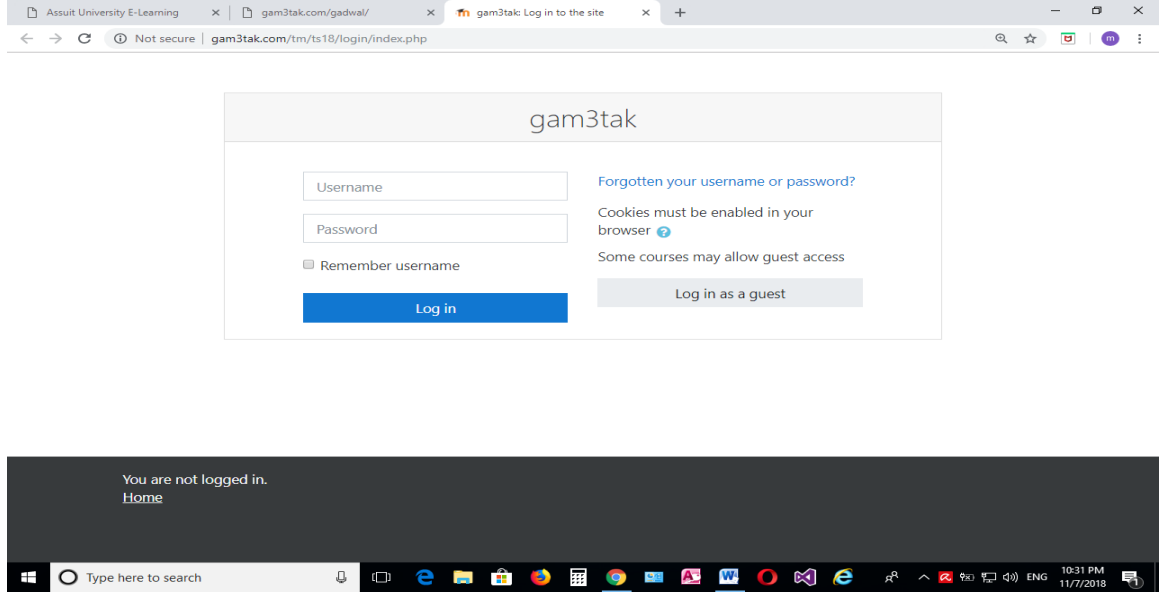 Assuit University E-Learning
gam3tak.com/gadwal/
gam3tak: Log in to the site
Not secure | gam3tak.com/tm/ts18/login/index.php
m
gam3tak
Username
Password
Remember username
Log in
Forgotten your username or password?
Cookies must be enabled in your
browser ?
Some courses may allow guest access
Log in as a guest
You are not logged in.
Home
Type here to search
ENG
10:31 PM
11/7/2018